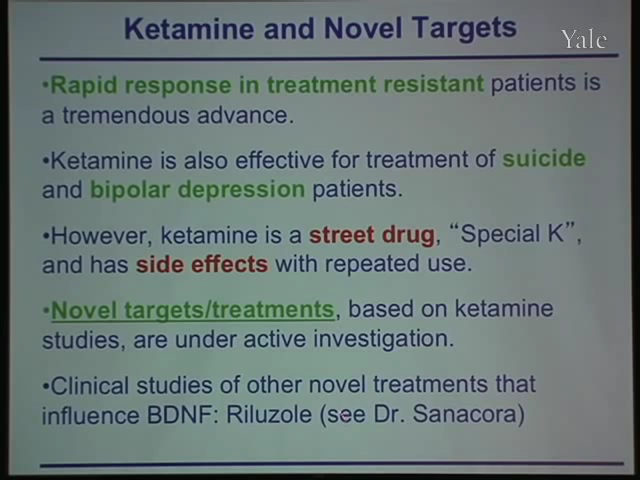 Ketamine and Novel Targets
Yale
•Rapid response in treatment resistant patients is
a tremendous advance.
•Ketamine is also effective for treatment of suicide
and bipolar depression patients.
•However, ketamine is a street drug, “Special K”,
and has side effects with repeated use.
•Novel targets/treatments, based on ketamine
studies, are under active investigation.
•Clinical studies of other novel treatments that
influence BDNF: Riluzole (see Dr. Sanacora)